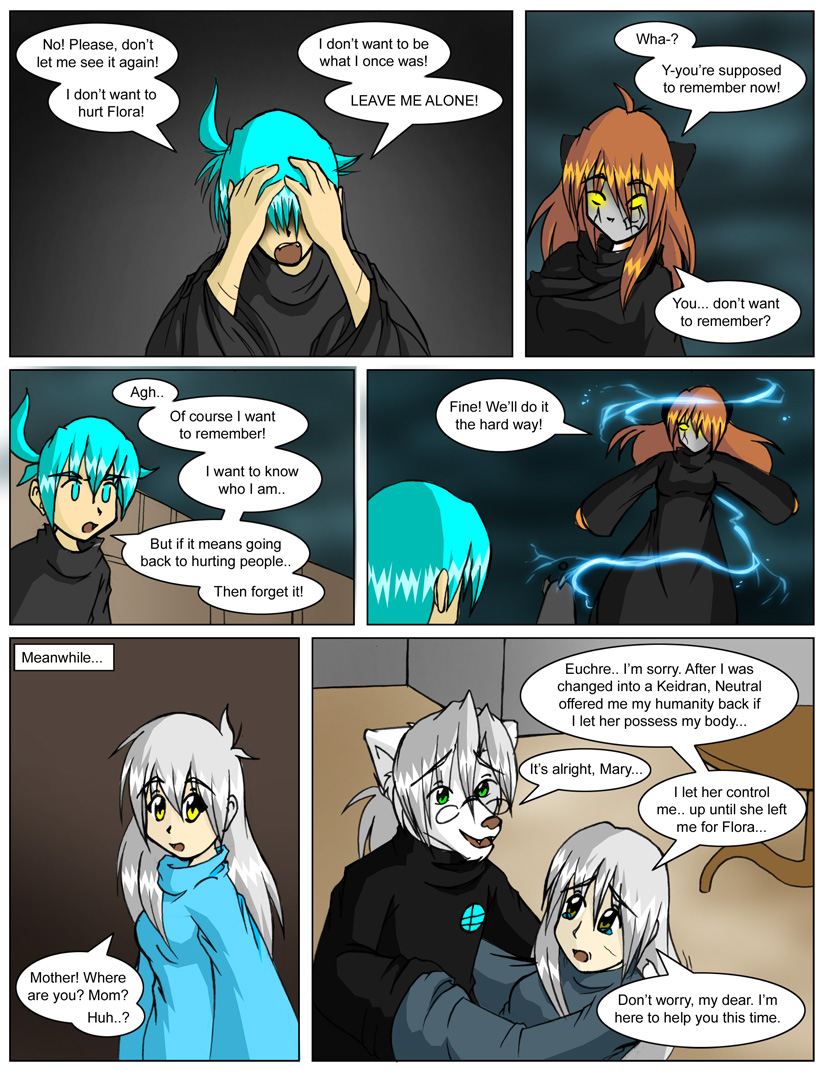 No! Please, don't
let me see it again!
I don't want to
hurt Flora!
I don't want to be
what I once was!
LEAVE ME ALONE!
Wha-?
Y-you're supposed
to remember now!
You... don't want
to remember?
Agh..
Of course I want
to remember!
I want to know
who I am..
But if it means going
back to hurting people..
Then forget it!
Fine! We'll do it
the hard way!
Meanwhile...
Mother! Where
are you? Mom?
Huh..?
Euchre.. I'm sorry. After I was
changed into a Keidran, Neutral
offered me my humanity back if
I let her possess my body...
It's alright, Mary...
I let her control
me.. up until she left
me for Flora...
Don't worry, my dear. I'm
here to help you this time.